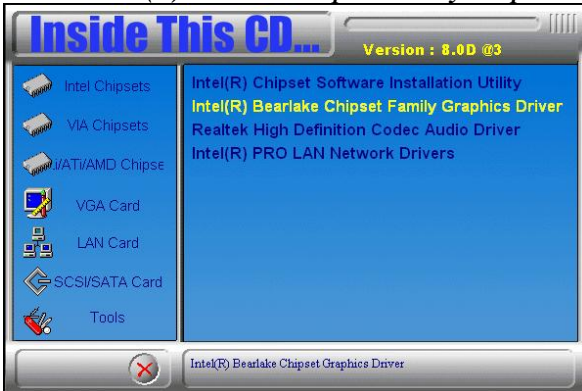 Inside This CD...
Version : 8.0D @3
Intel Chipsets
VIA Chipsets
i/ATi/AMD Chipse
VGA Card
LAN Card
SCSI/SATA Card
Tools
Intel(R) Chipset Software Installation Utility
Intel(R) Bearlake Chipset Family Graphics Driver
Realtek High Definition Codec Audio Driver
Intel(R) PRO LAN Network Drivers
Intel(R) Bearlake Chipset Graphics Driver